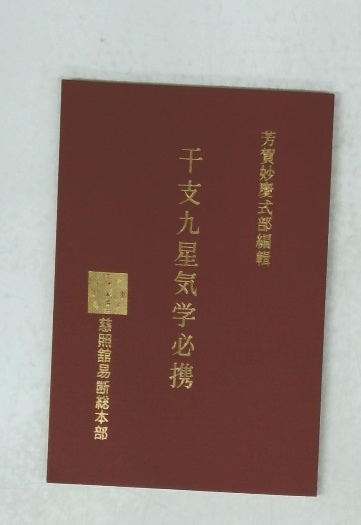 芳賀妙慶式部編輯
干支九星気学必携
慈照舘易断総本部